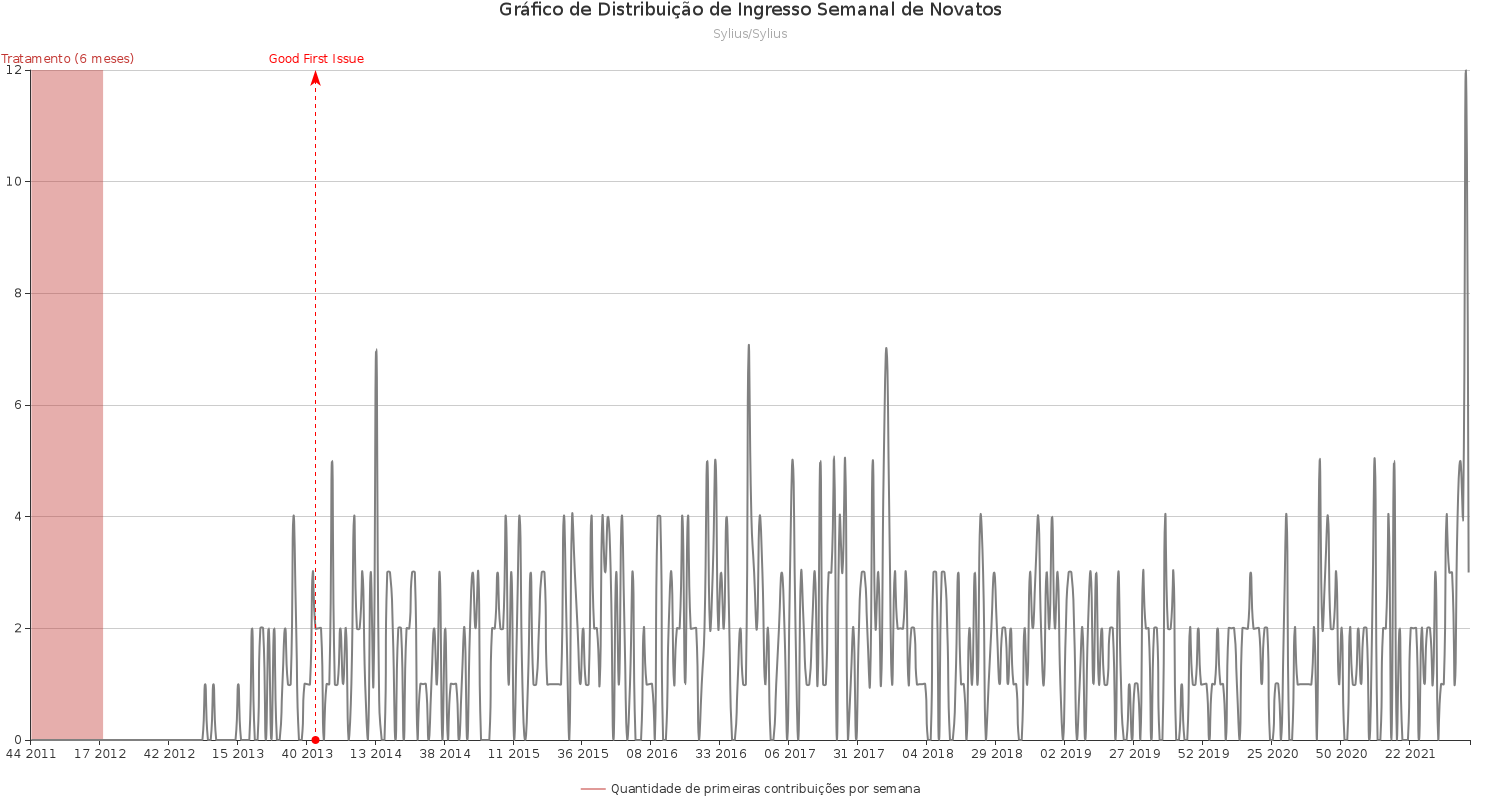 Gráfico de Distribuição de Ingresso Semanal de Novatos
Sylius/Sylius
Tratamento (6 meses)
Good First Issue
12
10
8
6
4
2
0
44 2011 17 2012 42 2012 15 2013 40 2013 13 2014 38 2014 11 2015 36 2015 08 2016 33 2016 06 2017 31 2017 04 2018 29 2018 02 2019 27 2019 52 2019 25 2020 50 2020 22 2021
Quantidade de primeiras contribuições por semana